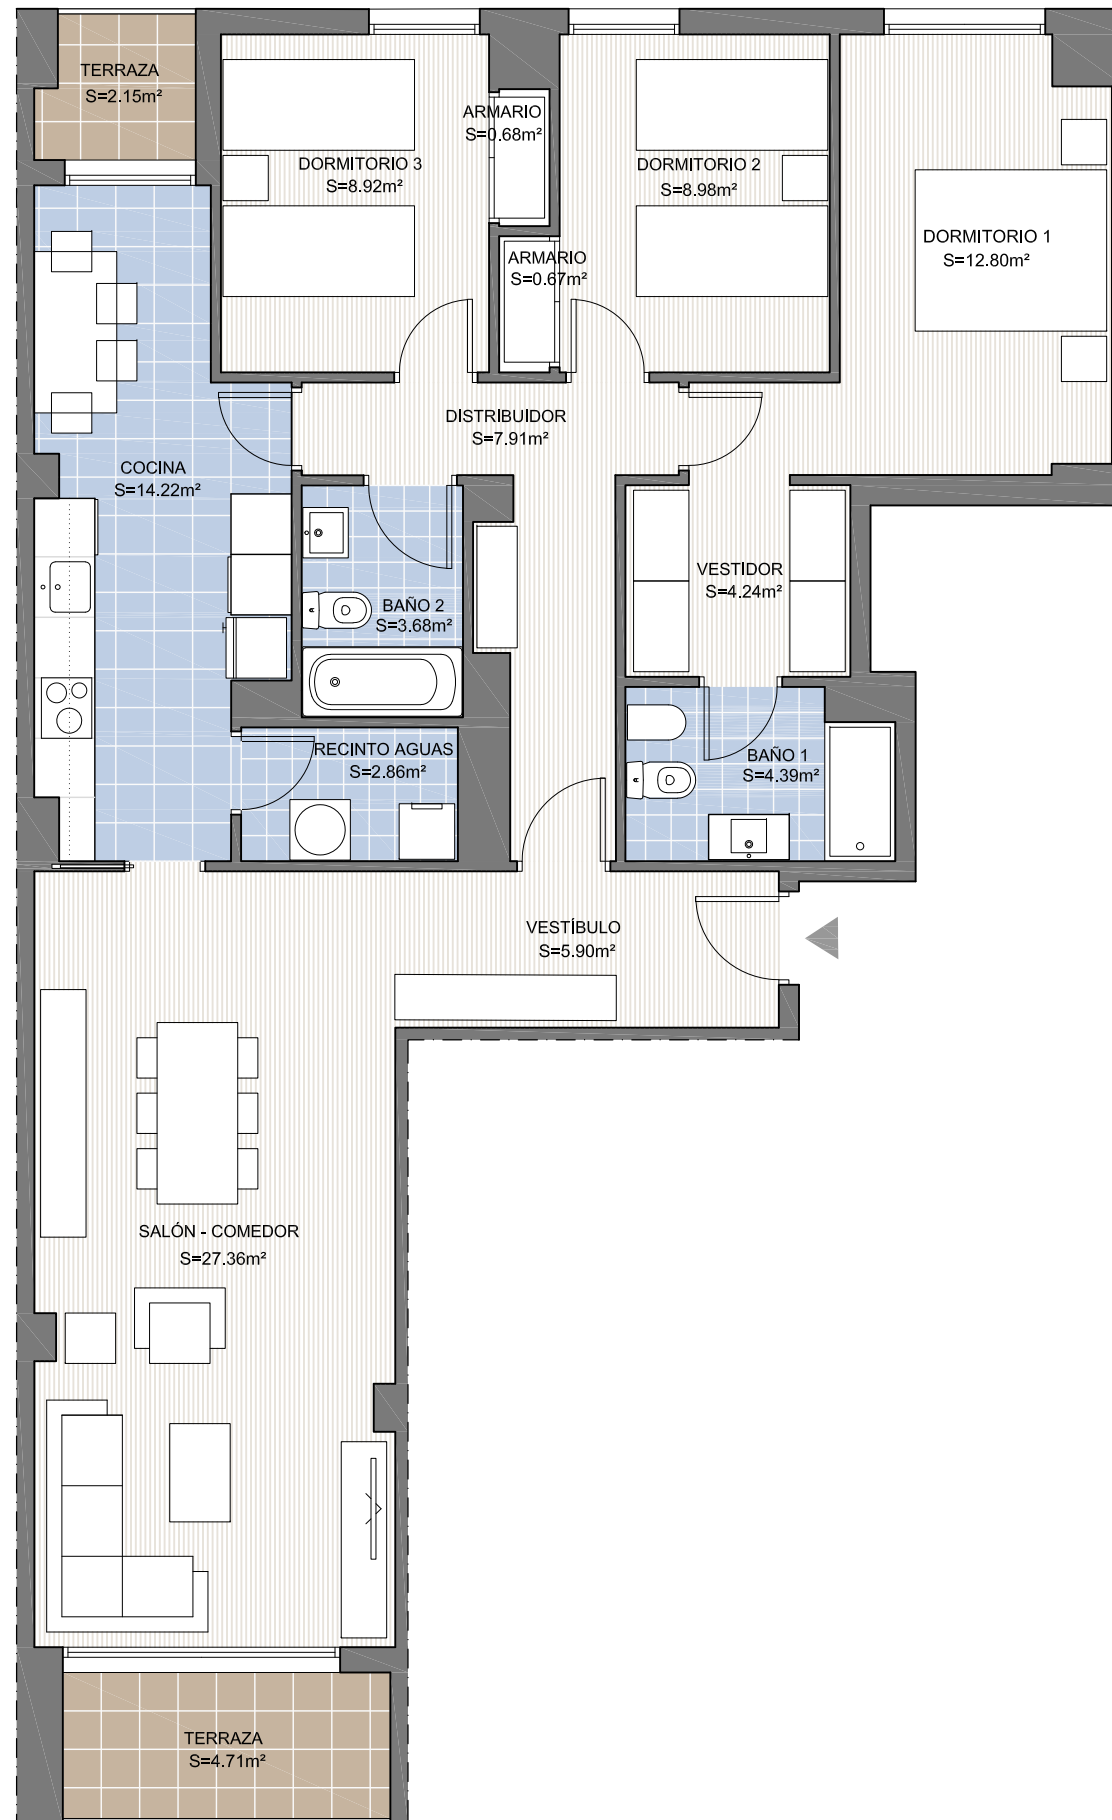 TERRAZA
S=2.15m²
ARMARIO
S=0.68m²
DORMITORIO 3
S=8.92m²
DORMITORIO 2
S=8.98m²
DORMITORIO 1
S=12.80m²
ARMARIO
S=0.67m²
DISTRIBUIDOR
S=7.91m²
COCINA
S=14.22m²
VESTIDOR
S=4.24m²
BAÑO 2
S=3.68m²
RECINTO AGUAS
S=2.86m²
BAÑO 1
S=4.39m²
VESTÍBULO
S=5.90m²
SALÓN - COMEDOR
S=27.36m²
TERRAZA
S=4.71m²